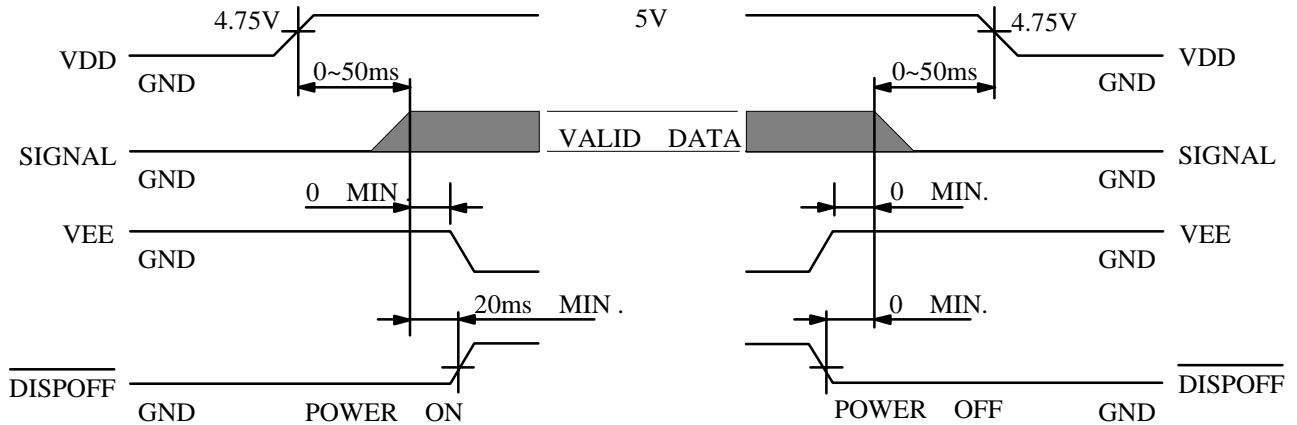 4.75V 5V 4.75V
VDD VDD
GND 0~50ms 0~50ms GND
VALID DATA
SIGNAL SIGNAL
GND GND
0 MIN. 0 MIN.
VEE VEE
GND GND
20ms MIN. 0 MIN.
DISPOFF DISPOFF
GND POWER ON POWER OFF GND